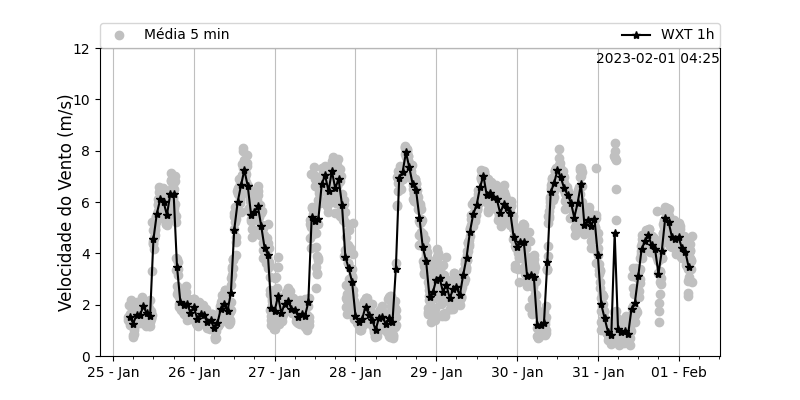 Média 5 min
WXT 1h
2023-02-01 04:25
Velocidade do Vento (m/s)
12
10
8
6
4
2
0
25 - Jan
26 - Jan
27 - Jan
28 - Jan
29 - Jan
30 - Jan
31 - Jan
01 - Feb